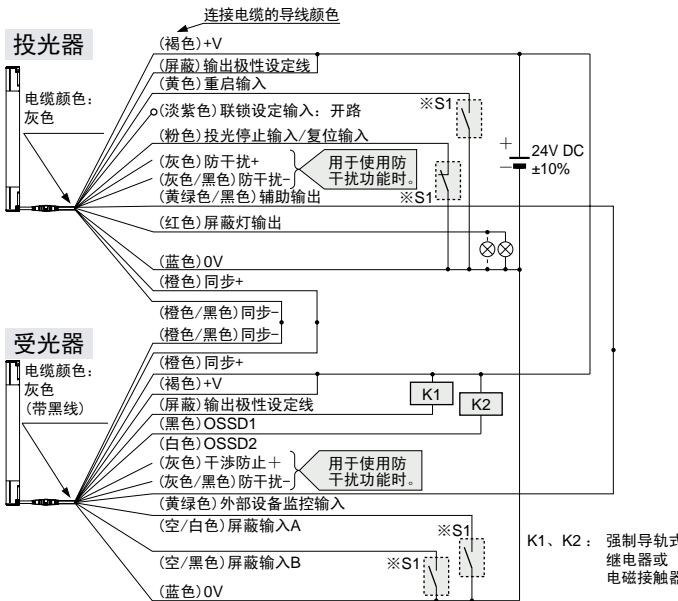 连接电缆的导线颜色
投光器
电缆颜色:
灰色
(褐色)+V
(屏蔽)输出极性设定线
(黄色)重启输入
(淡紫色)联锁设定输入：开路
(粉色)投光停止输入/复位输入
(灰色)防干扰+
(灰色/黑色)防干扰-
用于使用防
干扰功能时。
(黄绿色/黑色)辅助输出
(红色)屏蔽灯输出
(蓝色)0V
(橙色)同步+
(橙色/黑色)同步-
※S1
※S1
+
-
24V DC
±10%
受光器
电缆颜色:
灰色
(带黑线)
(橙色/黑色)同步-
(橙色)同步+
(褐色)+V
(屏蔽)输出极性设定线
(黑色)OSSD1
(白色)OSSD2
(灰色)干渉防止＋
(灰色/黑色)防干扰-
用于使用防
干扰功能时。
(黄绿色)外部设备监控输入
(空/白色)屏蔽输入A
(空/黑色)屏蔽输入B
(蓝色)0V
K1
K2
※S1
※S1
K1、K2： 强制导轨式
继电器或
电磁接触器